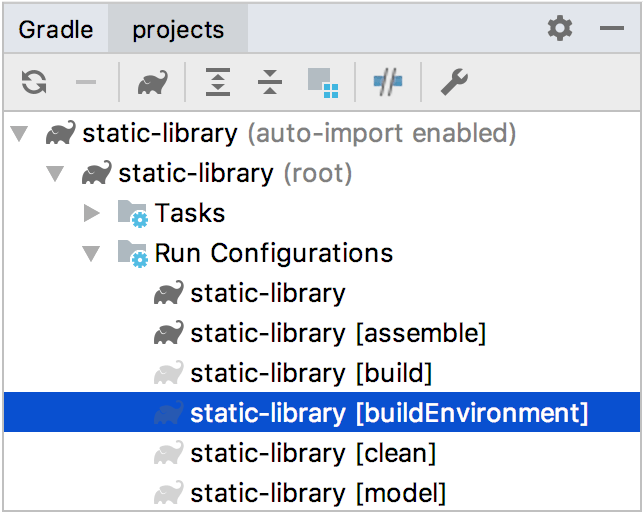 Gradle projects
static-library (auto-import enabled)
static-library (root)
Tasks
Run Configurations
static-library
static-library [assemble]
static-library [build]
static-library [buildEnvironment]
static-library [clean]
static-library [model]